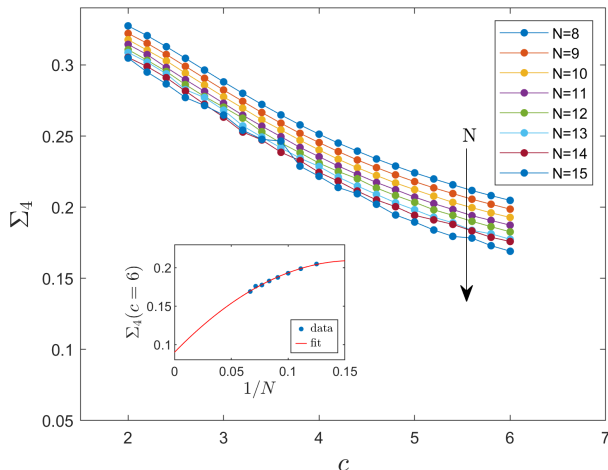 0.3
0.25
0.2
0.15
0.1
0.05
2
3
4
5
6
7
Σ₄
c
N=8
N=9
N=10
N=11
N=12
N=13
N=14
N=15
N
0.2
0.15
0.1
0
0.05
0.1
0.15
Σ₄(c = 6)
1/N
data
fit